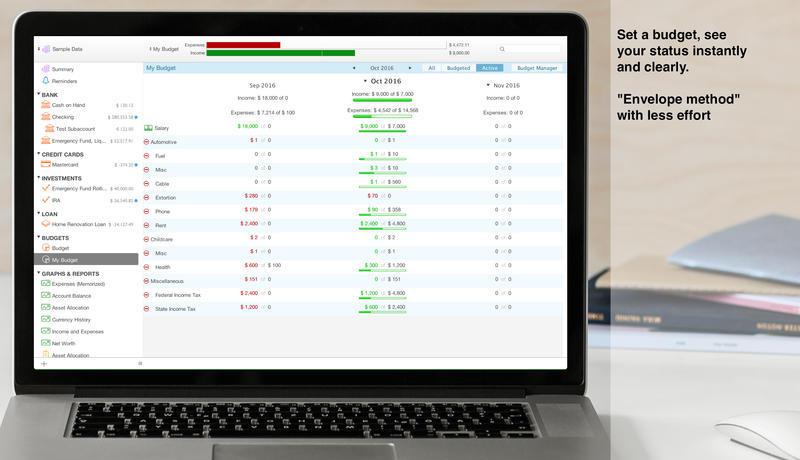 Set a budget, see
your status instantly
and clearly.
"Envelope method"
with less effort
Sample Data
My Budget
Expenses:
$ 4,472.11
Income:
$ 9,000.00
Summary
Reminders
BANK
Cash on Hand
Checking
Test Subaccount
Emergency Fund, Liq...
CREDIT CARDS
Mastercard
INVESTMENTS
Emergency Fund Rolli...
IRA
LOAN
Home Renovation Loan
BUDGETS
Budget
My Budget
GRAPHS & REPORTS
Expenses (Memorized)
Account Balance
Asset Allocation
Currency History
Income and Expenses
Net Worth
Asset Allocation
My Budget
Oct 2016
All
Budgeted
Active
Budget Manager
Sep 2016
Oct 2016
Nov 2016
Income: $ 18,000 of 0
Income: $ 9,000 of 7,000
Income: 0 of 0
Expenses: $ 7,214 of $ 100
Expenses: $ 4,542 of $ 14,568
Expenses: 0 of 0
Salary $ 18,000 of 0 $ 9,000 of $ 7,000 0 of 0
Automotive $ 1 of 0 0 of $ 1 0 of 0
Fuel 0 of 0 $ 1 of $ 10 0 of 0
Misc 0 of 0 $ 3 of $ 10 0 of 0
Cable 0 of 0 $ 1 of $ 560 0 of 0
Extortion $ 280 of 0 $ 70 of 0 0 of 0
Phone $ 179 of 0 $ 90 of $ 358 0 of 0
Rent $ 2,400 of 0 $ 2,400 of $ 4,800 0 of 0
Childcare $ 2 of 0 0 of $ 2 0 of 0
Misc $ 1 of 0 0 of $ 1 0 of 0
Health $ 600 of $ 100 $ 300 of $ 1,200 0 of 0
Miscellaneous $ 151 of 0 0 of $ 151 0 of 0
Federal Income Tax $ 2,400 of 0 $ 1,200 of $ 4,800 0 of 0
State Income Tax $ 1,200 of 0 $ 600 of $ 2,400 0 of 0